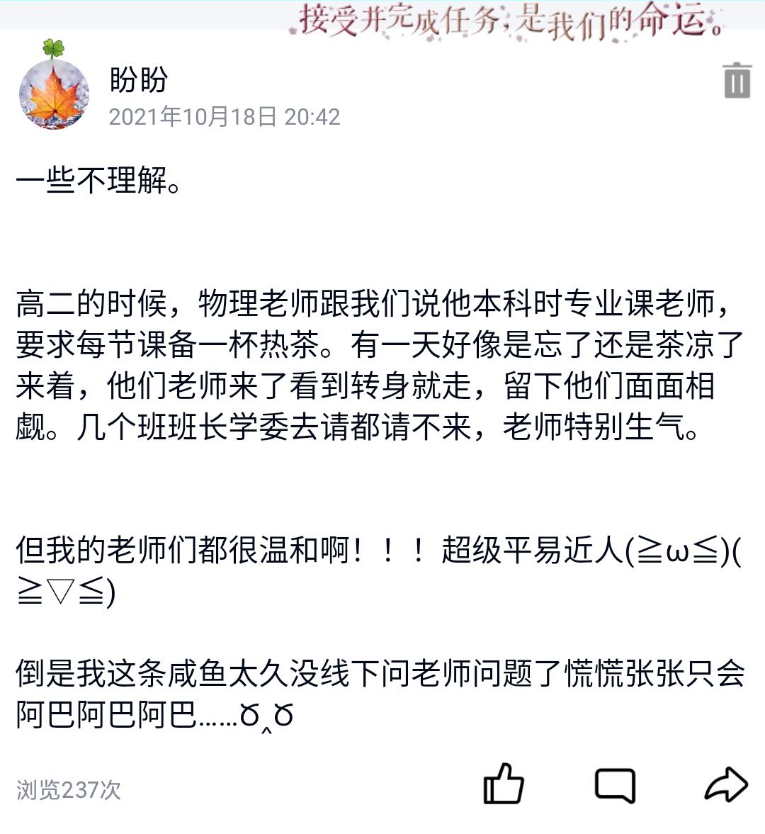 接受并完成任务，是我们的命运。
盼盼
2021年10月18日 20:42
一些不理解。
高二的时候，物理老师跟我们说他本科时专业课老师，
要求每节课备一杯热茶。有一天好像是忘了还是茶凉了
来着，他们老师来了看到转身就走，留下他们面面相
觑。几个班班长学委去请都请不来，老师特别生气。
但我的老师们都很温和啊！！！超级平易近人(≧ω≦)(
≧▽≦)
倒是我这条咸鱼太久没线下问老师问题了慌慌张张只会
阿巴阿巴阿巴……Ծ‸Ծ
浏览237次